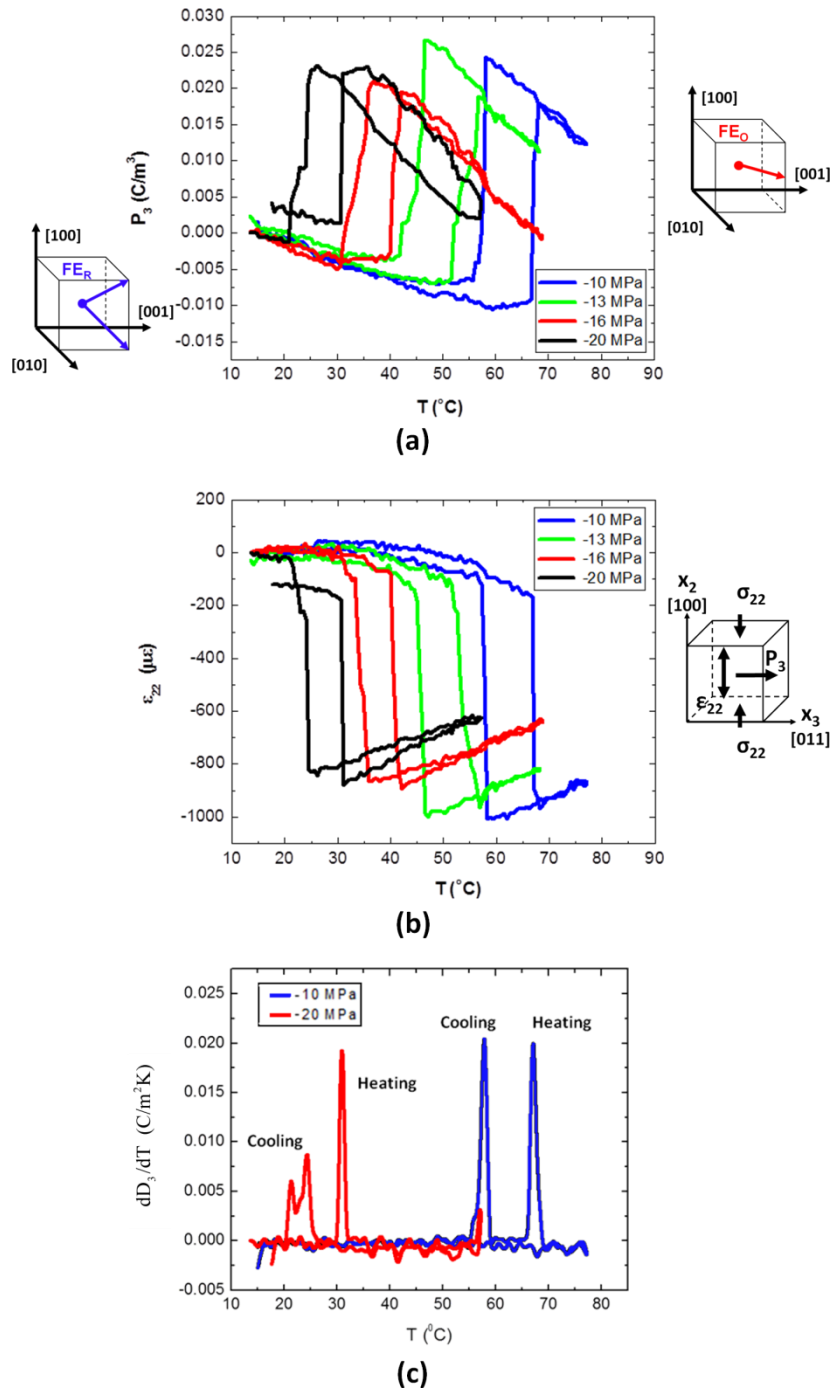 0.030
0.025
0.020
0.015
0.010
0.005
0.000
-0.005
-0.010
-0.015
P3 (C/m3)
10 20 30 40 50 60 70 80 90
T (°C)
-10 MPa
-13 MPa
-16 MPa
-20 MPa
[100]
FER
[001]
[010]
[100]
FEO
[001]
[010]
(a)
200
0
-200
-400
-600
-800
-1000
ε22 (με)
10 20 30 40 50 60 70 80 90
T (°C)
-10 MPa
-13 MPa
-16 MPa
-20 MPa
x2
[100]
σ22
P3
ε22
x3
[011]
σ22
(b)
0.025
0.020
0.015
0.010
0.005
0.000
-0.005
dD3/dT (C/m2K)
-10 MPa
-20 MPa
Cooling
Heating
Heating
Cooling
10 20 30 40 50 60 70 80
T (0C)
(c)